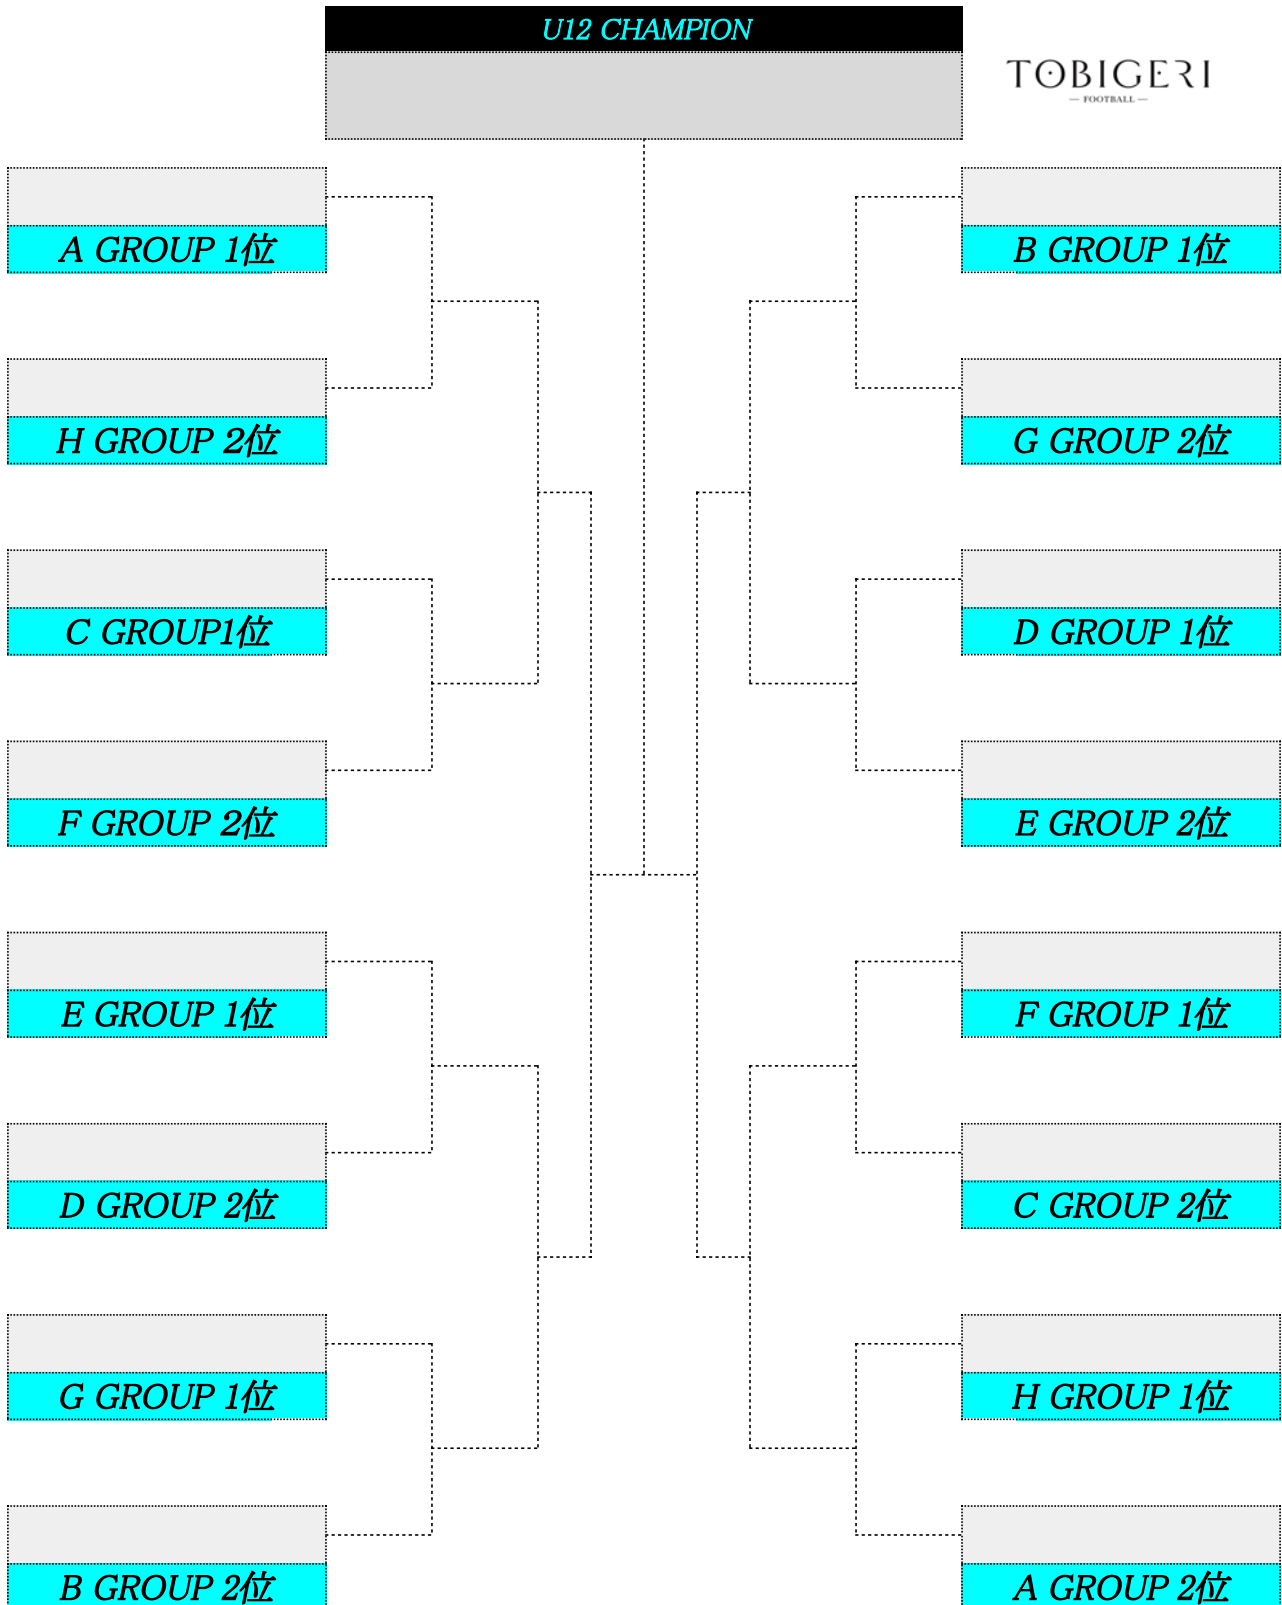 U12 CHAMPION
TOBIGERI
— FOOTBALL —
A GROUP 1位
B GROUP 1位
H GROUP 2位
G GROUP 2位
C GROUP1位
D GROUP 1位
F GROUP 2位
E GROUP 2位
E GROUP 1位
F GROUP 1位
D GROUP 2位
C GROUP 2位
G GROUP 1位
H GROUP 1位
B GROUP 2位
A GROUP 2位